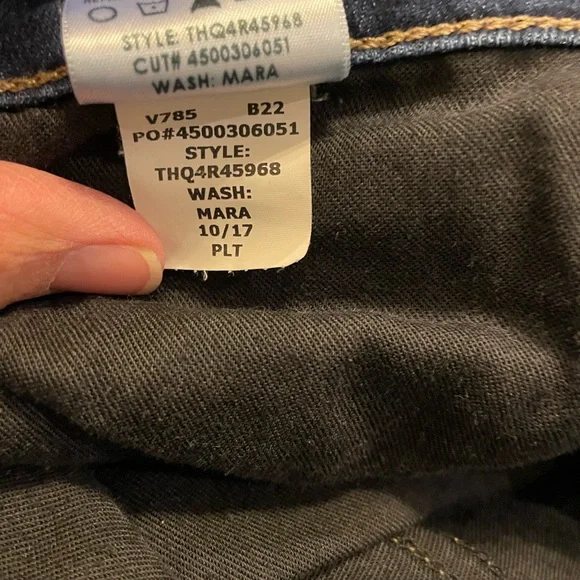 STYLE: THQ4R45968
CUT# 4500306051
WASH: MARA
V785 B22
PO#4500306051
STYLE:
THQ4R45968
WASH:
MARA
10/17
PLT